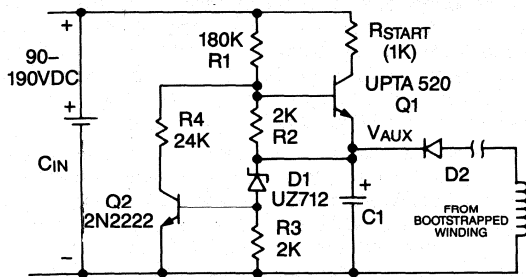 +
90–
190VDC
+
CIN
–
180K
R1
RSTART
(1K)
UPTA 520
Q1
R4
24K
2K
R2
VAUX
D2
D1
UZ712
+
C1
Q2
2N2222
R3
2K
FROM
BOOTSTRAPPED
WINDING